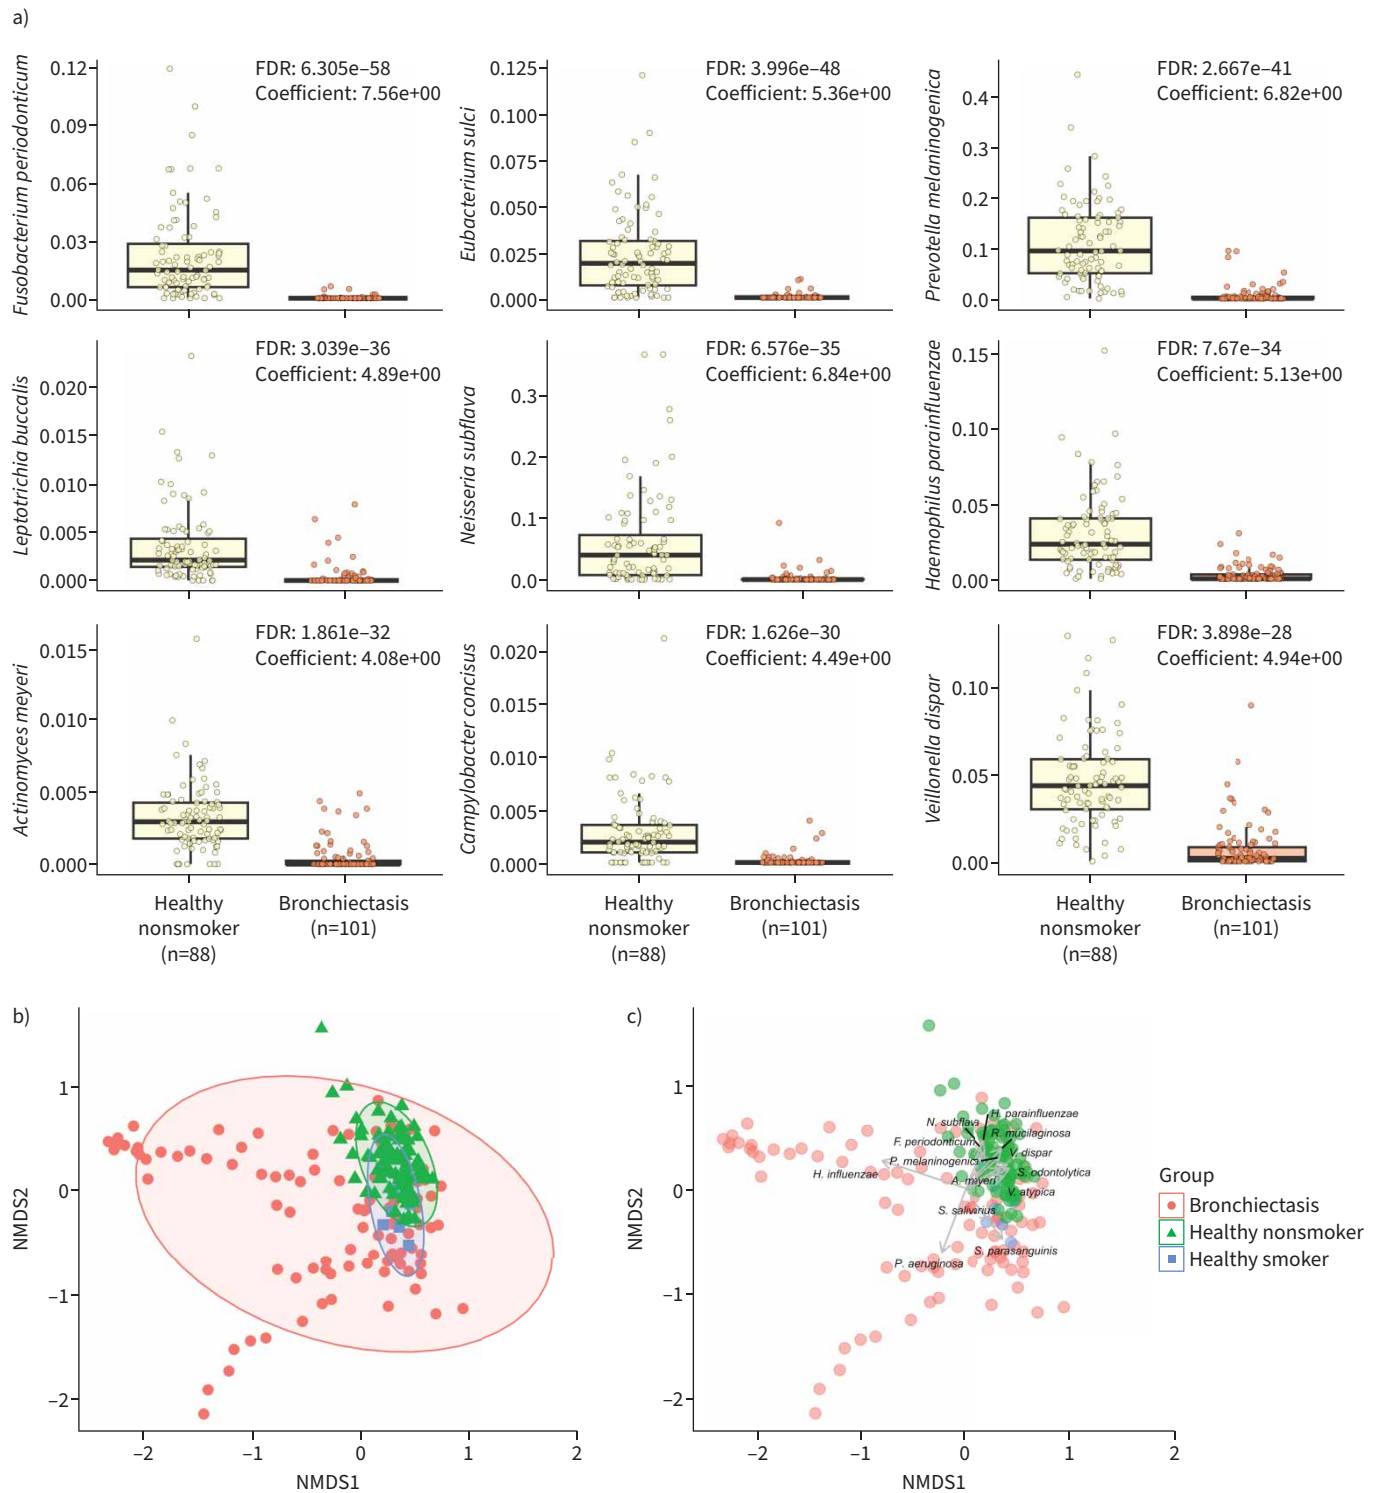 a)
Fusobacterium periodonticum
0.12
0.09
0.06
0.03
0.00
FDR: 6.305e–58
Coefficient: 7.56e+00
Eubacterium sulci
0.125
0.100
0.075
0.050
0.025
0.000
FDR: 3.996e–48
Coefficient: 5.36e+00
Prevotella melaninogenica
0.4
0.3
0.2
0.1
0.0
FDR: 2.667e–41
Coefficient: 6.82e+00
Leptotrichia buccalis
0.020
0.015
0.010
0.005
0.000
FDR: 3.039e–36
Coefficient: 4.89e+00
Neisseria subflava
0.3
0.2
0.1
0.0
FDR: 6.576e–35
Coefficient: 6.84e+00
Haemophilus parainfluenzae
0.15
0.10
0.05
0.00
FDR: 7.67e–34
Coefficient: 5.13e+00
Actinomyces meyeri
0.015
0.010
0.005
0.000
FDR: 1.861e–32
Coefficient: 4.08e+00
Campylobacter concisus
0.020
0.015
0.010
0.005
0.000
FDR: 1.626e–30
Coefficient: 4.49e+00
Veillonella dispar
0.10
0.05
0.00
FDR: 3.898e–28
Coefficient: 4.94e+00
Healthy
nonsmoker
(n=88)
Bronchiectasis
(n=101)
Healthy
nonsmoker
(n=88)
Bronchiectasis
(n=101)
Healthy
nonsmoker
(n=88)
Bronchiectasis
(n=101)
b)
NMDS2
1
0
–1
–2
–2
–1
0
1
2
NMDS1
c)
NMDS2
1
0
–1
–2
H. parainfluenzae
N. subflava
R. mucilaginosa
F. periodonticum
V. dispar
P. melaninogenica
H. influenzae
S. odontolytica
A. meyeri
V. atypica
S. salivarius
S. parasanguinis
P. aeruginosa
–2
–1
0
1
2
NMDS1
Group
Bronchiectasis
Healthy nonsmoker
Healthy smoker